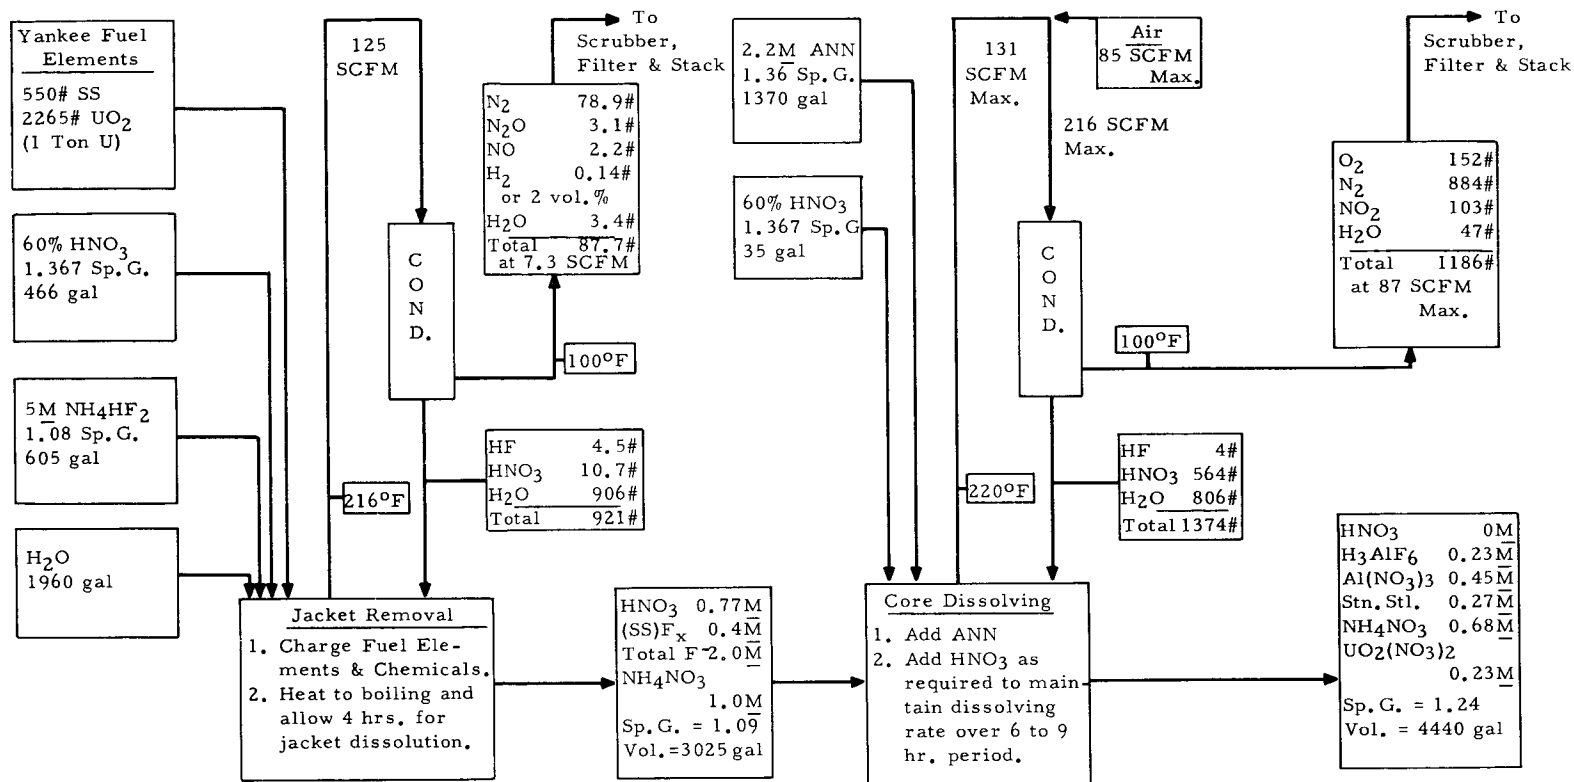 Yankee Fuel
Elements
550# SS
2265# UO2
(1 Ton U)
60% HNO3
1.367 Sp.G.
466 gal
5M NH4HF2
1.08 Sp.G.
605 gal
H2O
1960 gal
125
SCFM
To
Scrubber,
Filter & Stack
N2 78.9#
N2O 3.1#
NO 2.2#
H2 0.14#
or 2 vol.%
H2O 3.4#
Total 87.7#
at 7.3 SCFM
COND.
100°F
HF 4.5#
HNO3 10.7#
H2O 906#
Total 921#
216°F
Jacket Removal
1. Charge Fuel Ele-
ments & Chemicals.
2. Heat to boiling and
allow 4 hrs. for
jacket dissolution.
HNO3 0.77M
(SS)Fx 0.4M
Total F- 2.0M
NH4NO3
1.0M
Sp.G. = 1.09
Vol.=3025 gal
2.2M ANN
1.36 Sp.G.
1370 gal
60% HNO3
1.367 Sp.G
35 gal
131
SCFM
Max.
Air
85 SCFM
Max.
216 SCFM
Max.
COND.
To
Scrubber,
Filter & Stack
O2 152#
N2 884#
NO2 103#
H2O 47#
Total 1186#
at 87 SCFM
Max.
100°F
HF 4#
HNO3 564#
H2O 806#
Total 1374#
220°F
Core Dissolving
1. Add ANN
2. Add HNO3 as
required to main
tain dissolving
rate over 6 to 9
hr. period.
HNO3 0M
H3AlF6 0.23M
Al(NO3)3 0.45M
Stn.Stl. 0.27M
NH4NO3 0.68M
UO2(NO3)2
0.23M
Sp.G. = 1.24
Vol. = 4440 gal